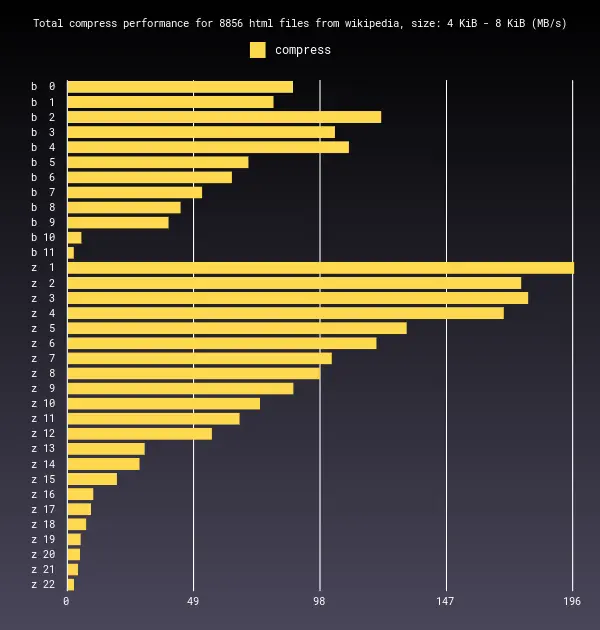 Total compress performance for 8856 html files from wikipedia, size: 4 KiB - 8 KiB (MB/s)
compress
b 0
b 1
b 2
b 3
b 4
b 5
b 6
b 7
b 8
b 9
b 10
b 11
z 1
z 2
z 3
z 4
z 5
z 6
z 7
z 8
z 9
z 10
z 11
z 12
z 13
z 14
z 15
z 16
z 17
z 18
z 19
z 20
z 21
z 22
0 49 98 147 196